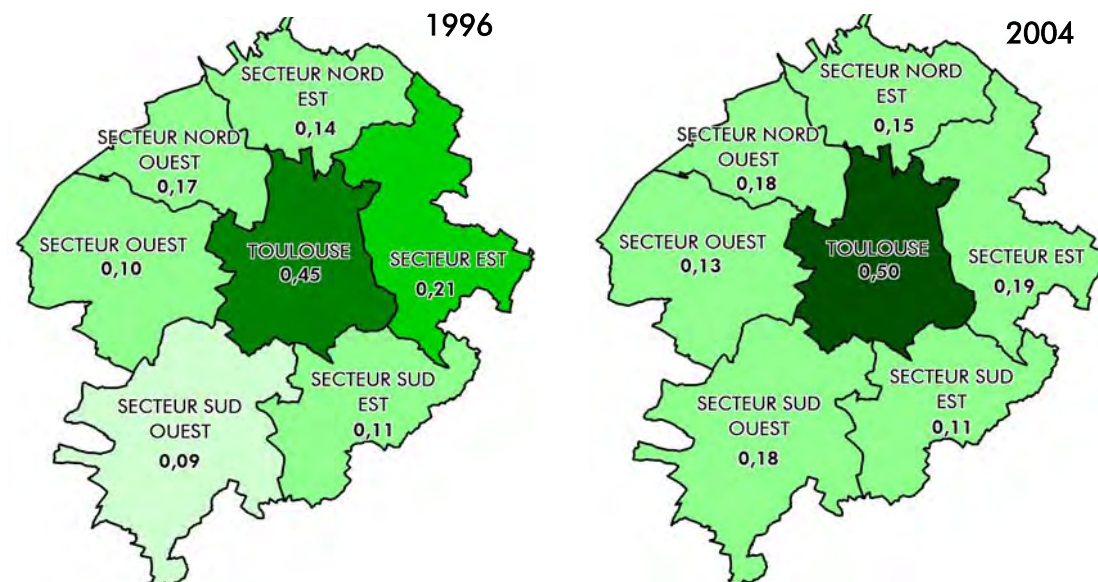 1996
SECTEUR NORD
EST
0,14
SECTEUR NORD
OUEST
0,17
SECTEUR OUEST
0,10
TOULOUSE
0,45
SECTEUR EST
0,21
SECTEUR SUD
EST
0,11
SECTEUR SUD
OUEST
0,09
2004
SECTEUR NORD
EST
0,15
SECTEUR NORD
OUEST
0,18
SECTEUR OUEST
0,13
TOULOUSE
0,50
SECTEUR EST
0,19
SECTEUR SUD
EST
0,11
SECTEUR SUD
OUEST
0,18